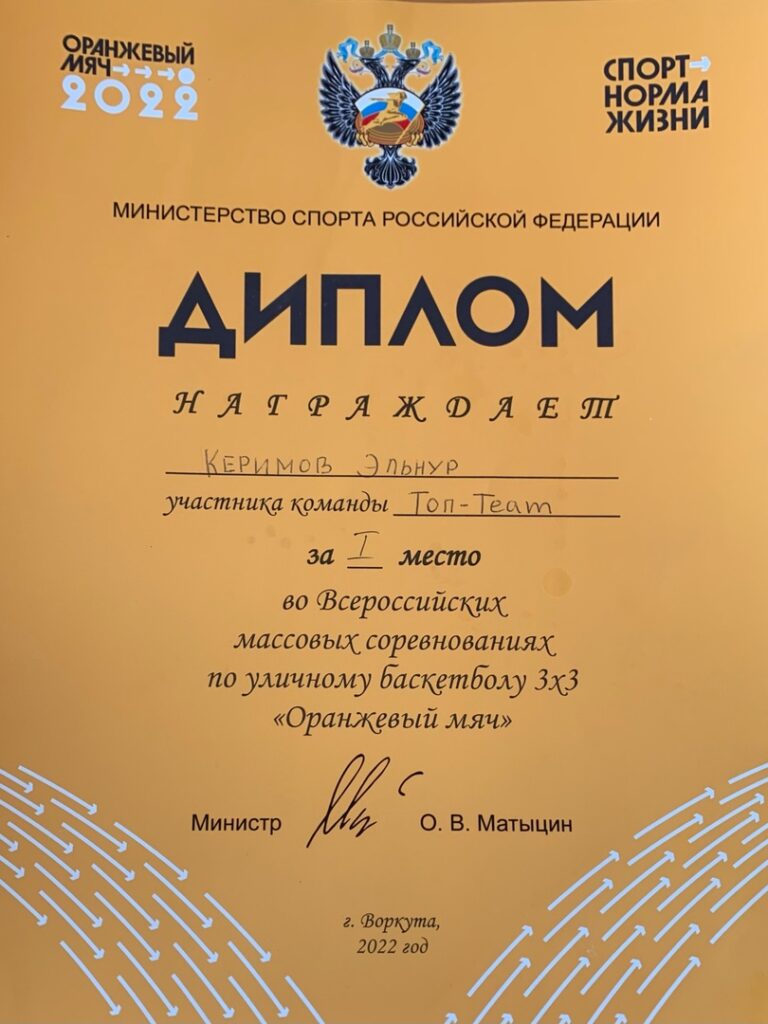 ОРАНЖЕВЫЙ
МЯЧ
2022
СПОРТ
НОРМА
ЖИЗНИ
МИНИСТЕРСТВО СПОРТА РОССИЙСКОЙ ФЕДЕРАЦИИ
ДИПЛОМ
НАГРАЖДАЕТ
Керимов Эльнур
участника команды Топ-Team
за I место
во Всероссийских
массовых соревнованиях
по уличному баскетболу 3х3
«Оранжевый мяч»
Министр О. В. Матыцин
г. Воркута,
2022 год